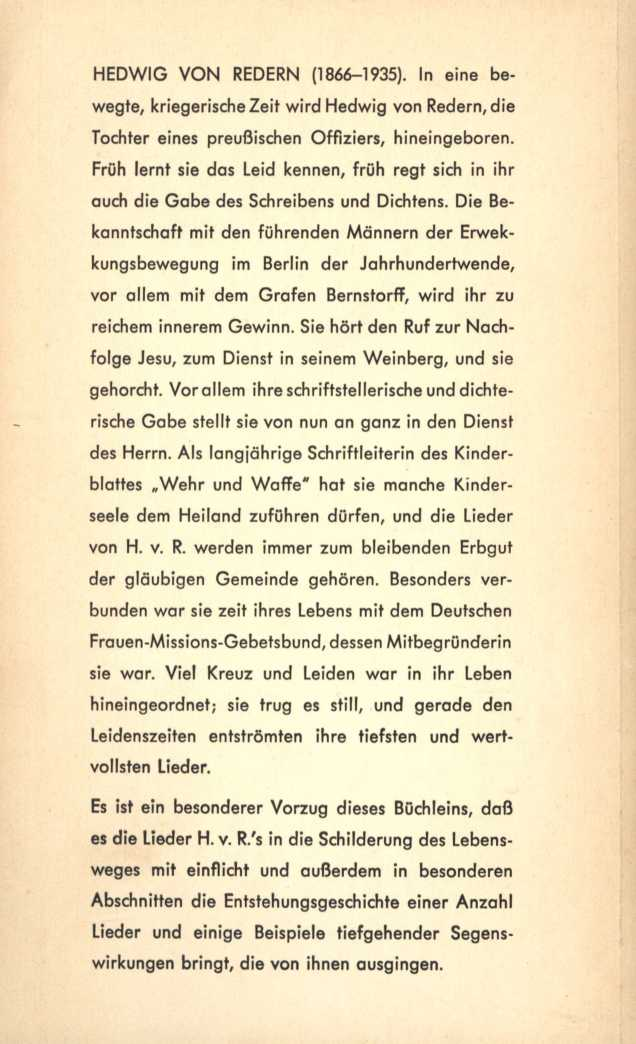 HEDWIG VON REDERN (1866–1935). In eine be-
wegte, kriegerische Zeit wird Hedwig von Redern, die
Tochter eines preußischen Offiziers, hineingeboren.
Früh lernt sie das Leid kennen, früh regt sich in ihr
auch die Gabe des Schreibens und Dichtens. Die Be-
kanntschaft mit den führenden Männern der Erwek-
kungsbewegung im Berlin der Jahrhundertwende,
vor allem mit dem Grafen Bernstorff, wird ihr zu
reichem innerem Gewinn. Sie hört den Ruf zur Nach-
folge Jesu, zum Dienst in seinem Weinberg, und sie
gehorcht. Vor allem ihre schriftstellerische und dichte-
rische Gabe stellt sie von nun an ganz in den Dienst
des Herrn. Als langjährige Schriftleiterin des Kinder-
blattes „Wehr und Waffe" hat sie manche Kinder-
seele dem Heiland zuführen dürfen, und die Lieder
von H. v. R. werden immer zum bleibenden Erbgut
der gläubigen Gemeinde gehören. Besonders ver-
bunden war sie zeit ihres Lebens mit dem Deutschen
Frauen-Missions-Gebetsbund, dessen Mitbegründerin
sie war. Viel Kreuz und Leiden war in ihr Leben
hineingeordnet; sie trug es still, und gerade den
Leidenszeiten entströmten ihre tiefsten und wert-
vollsten Lieder.
Es ist ein besonderer Vorzug dieses Büchleins, daß
es die Lieder H. v. R.'s in die Schilderung des Lebens-
weges mit einflicht und außerdem in besonderen
Abschnitten die Entstehungsgeschichte einer Anzahl
Lieder und einige Beispiele tiefgehender Segens-
wirkungen bringt, die von ihnen ausgingen.